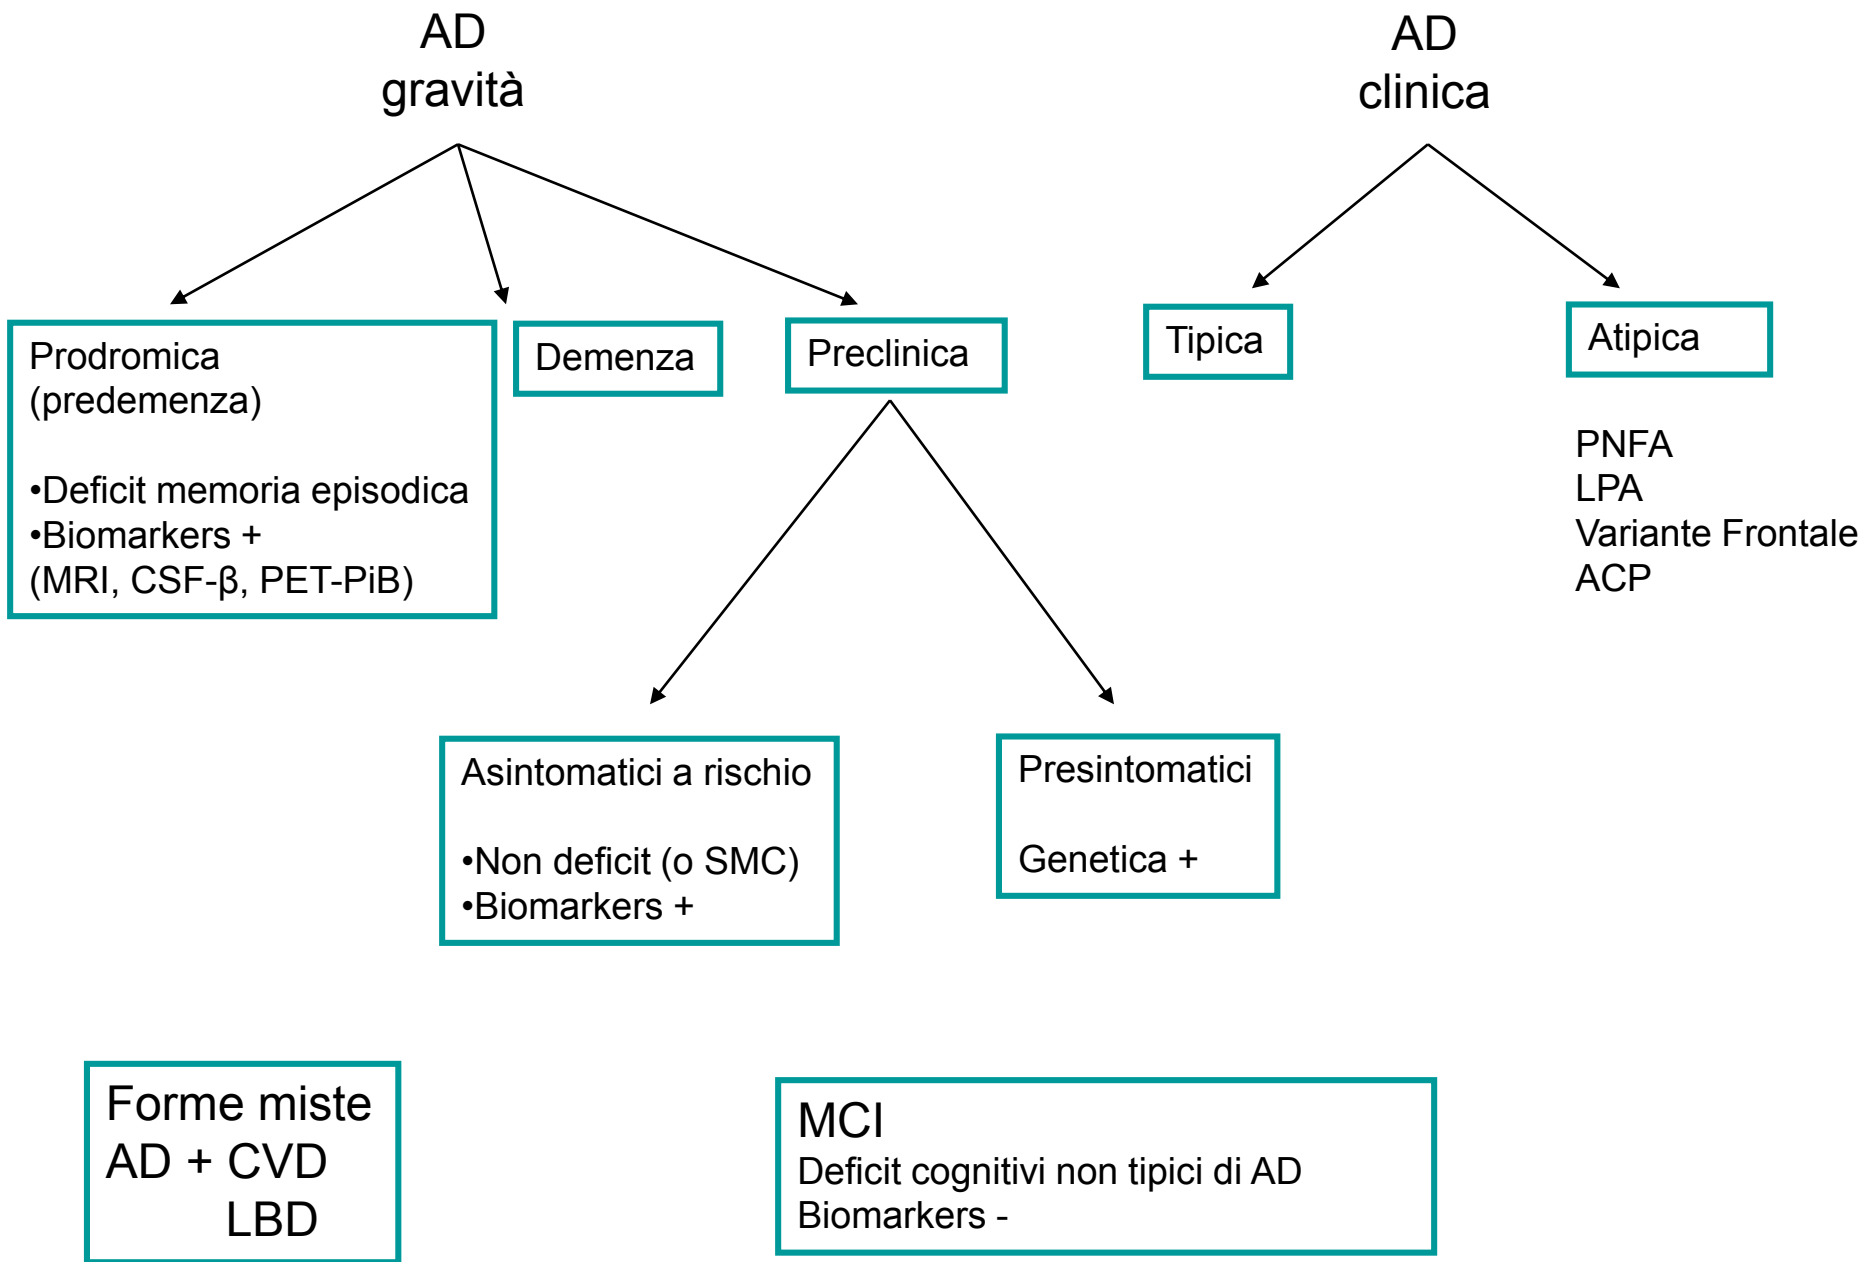 AD
gravità
AD
clinica
Prodromica
(predemenza)
•Deficit memoria episodica
•Biomarkers +
(MRI, CSF-β, PET-PiB)
Demenza
Preclinica
Tipica
Atipica
PNFA
LPA
Variante Frontale
ACP
Asintomatici a rischio
•Non deficit (o SMC)
•Biomarkers +
Presintomatici
Genetica +
Forme miste
AD + CVD
LBD
MCI
Deficit cognitivi non tipici di AD
Biomarkers -